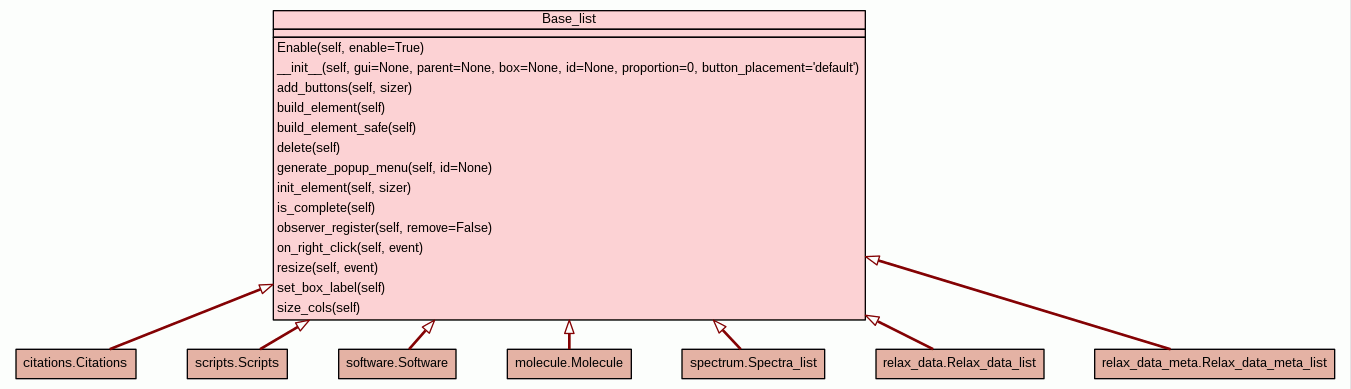 Base_list
Enable(self, enable=True)
__init__(self, gui=None, parent=None, box=None, id=None, proportion=0, button_placement='default')
add_buttons(self, sizer)
build_element(self)
build_element_safe(self)
delete(self)
generate_popup_menu(self, id=None)
init_element(self, sizer)
is_complete(self)
observer_register(self, remove=False)
on_right_click(self, event)
resize(self, event)
set_box_label(self)
size_cols(self)
citations.Citations
scripts.Scripts
software.Software
molecule.Molecule
spectrum.Spectra_list
relax_data.Relax_data_list
relax_data_meta.Relax_data_meta_list